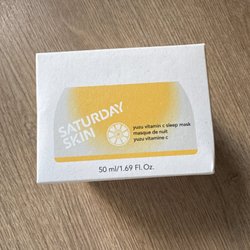 SATURDAY
SKIN
yuzu vitamin c sleep mask
masque de nuit
yuzu vitamine c
50 ml/1.69 Fl. Oz.